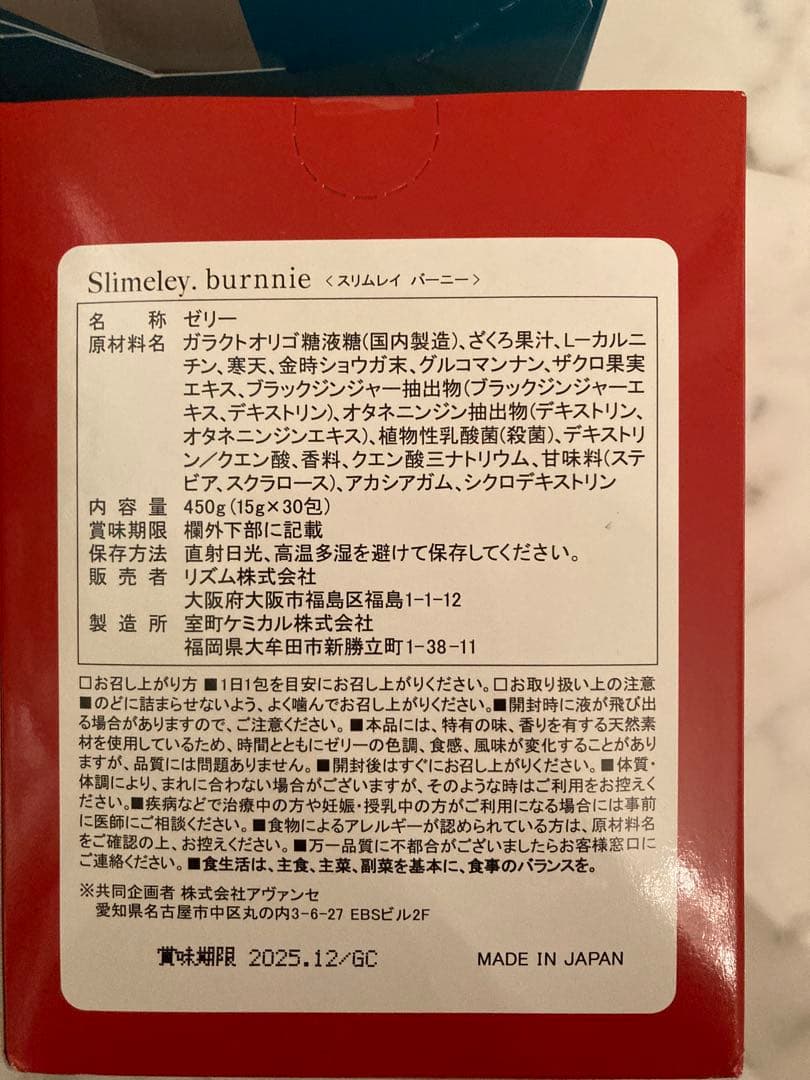 Slimeley. burnnie <スリムレイ バーニー>
名称 ゼリー
原材料名 ガラクトオリゴ糖液糖(国内製造)、ざくろ果汁、L-カルニ
チン、寒天、金時ショウガ末、グルコマンナン、ザクロ果実
エキス、ブラックジンジャー抽出物(ブラックジンジャーエ
キス、デキストリン)、オタネニンジン抽出物(デキストリン、
オタネニンジンエキス)、植物性乳酸菌(殺菌)、デキストリ
ン/クエン酸、香料、クエン酸三ナトリウム、甘味料(ステ
ビア、スクラロース)、アカシアガム、シクロデキストリン
内容量 450g(15g×30包)
賞味期限 欄外下部に記載
保存方法 直射日光、高温多湿を避けて保存してください。
販売者 リズム株式会社
大阪府大阪市福島区福島1-1-12
製造所 室町ケミカル株式会社
福岡県大牟田市新勝立町1-38-11
□お召し上がり方 ■1日1包を目安にお召し上がりください。□お取り扱い上の注意
■のどに詰まらせないよう、よく噛んでお召し上がりください。■開封時に液が飛び出
る場合がありますので、ご注意ください。■本品には、特有の味、香りを有する天然素
材を使用しているため、時間とともにゼリーの色調、食感、風味が変化することがあり
ますが、品質には問題ありません。■開封後はすぐにお召し上がりください。■体質・
体調により、まれに合わない場合がございますが、そのような時はご利用をお控えく
ださい。■疾病などで治療中の方や妊娠・授乳中の方がご利用になる場合には事前
に医師にご相談ください。■食物によるアレルギーが認められている方は、原材料名
をご確認の上、お控えください。■万一品質に不都合がございましたらお客様窓口に
ご連絡ください。■食生活は、主食、主菜、副菜を基本に、食事のバランスを。
※共同企画者 株式会社アヴァンセ
愛知県名古屋市中区丸の内3-6-27 EBSビル2F
賞味期限 2025.12/GC MADE IN JAPAN